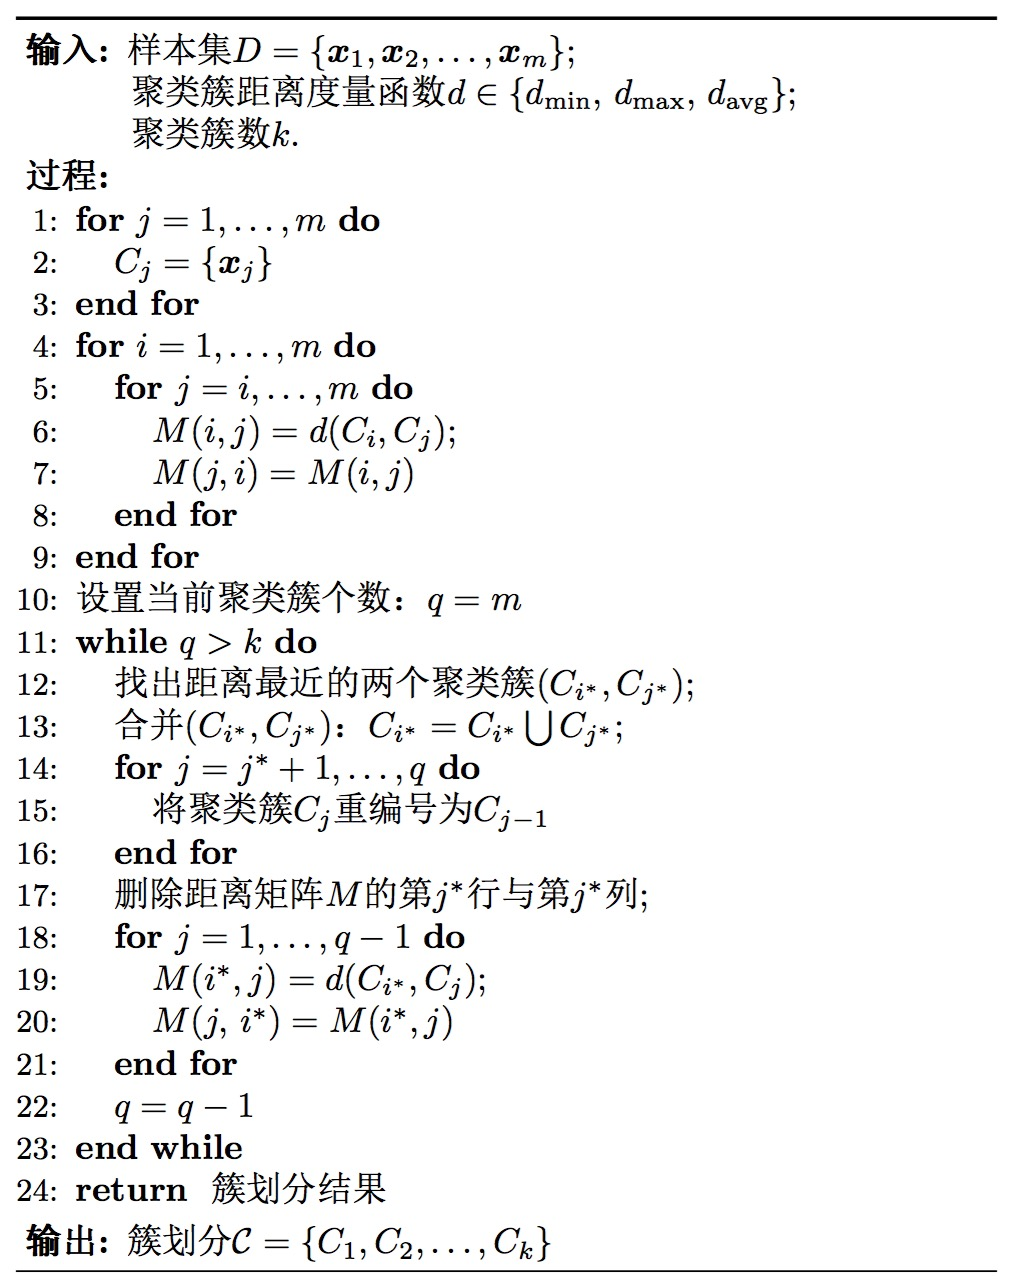 输入: 样本集D = {x₁, x₂, . . . , xₘ};
聚类簇距离度量函数d ∈ {d_min, d_max, d_avg};
聚类簇数k.
过程:
1: for j = 1, . . . , m do
2: C_j = {x_j}
3: end for
4: for i = 1, . . . , m do
5: for j = i, . . . , m do
6: M(i, j) = d(C_i, C_j);
7: M(j, i) = M(i, j)
8: end for
9: end for
10: 设置当前聚类簇个数: q = m
11: while q > k do
12: 找出距离最近的两个聚类簇(C_{i*}, C_{j*});
13: 合并(C_{i*}, C_{j*}): C_{i*} = C_{i*} ⋃ C_{j*};
14: for j = j* + 1, . . . , q do
15: 将聚类簇C_j重编号为C_{j−1}
16: end for
17: 删除距离矩阵M的第j*行与第j*列;
18: for j = 1, . . . , q − 1 do
19: M(i*, j) = d(C_{i*}, C_j);
20: M(j, i*) = M(i*, j)
21: end for
22: q = q − 1
23: end while
24: return 簇划分结果
输出: 簇划分𝒞 = {C₁, C₂, . . . , C_k}